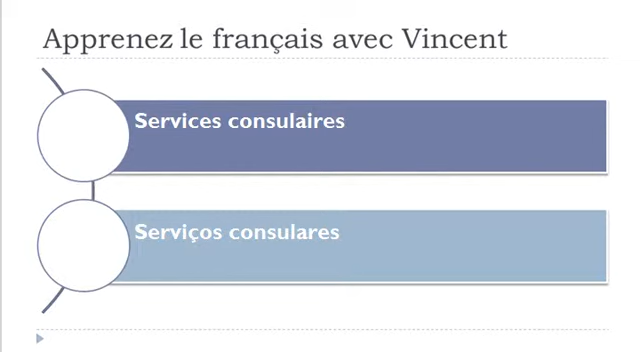 Apprenez le français avec Vincent
Services consulaires
Serviços consulares